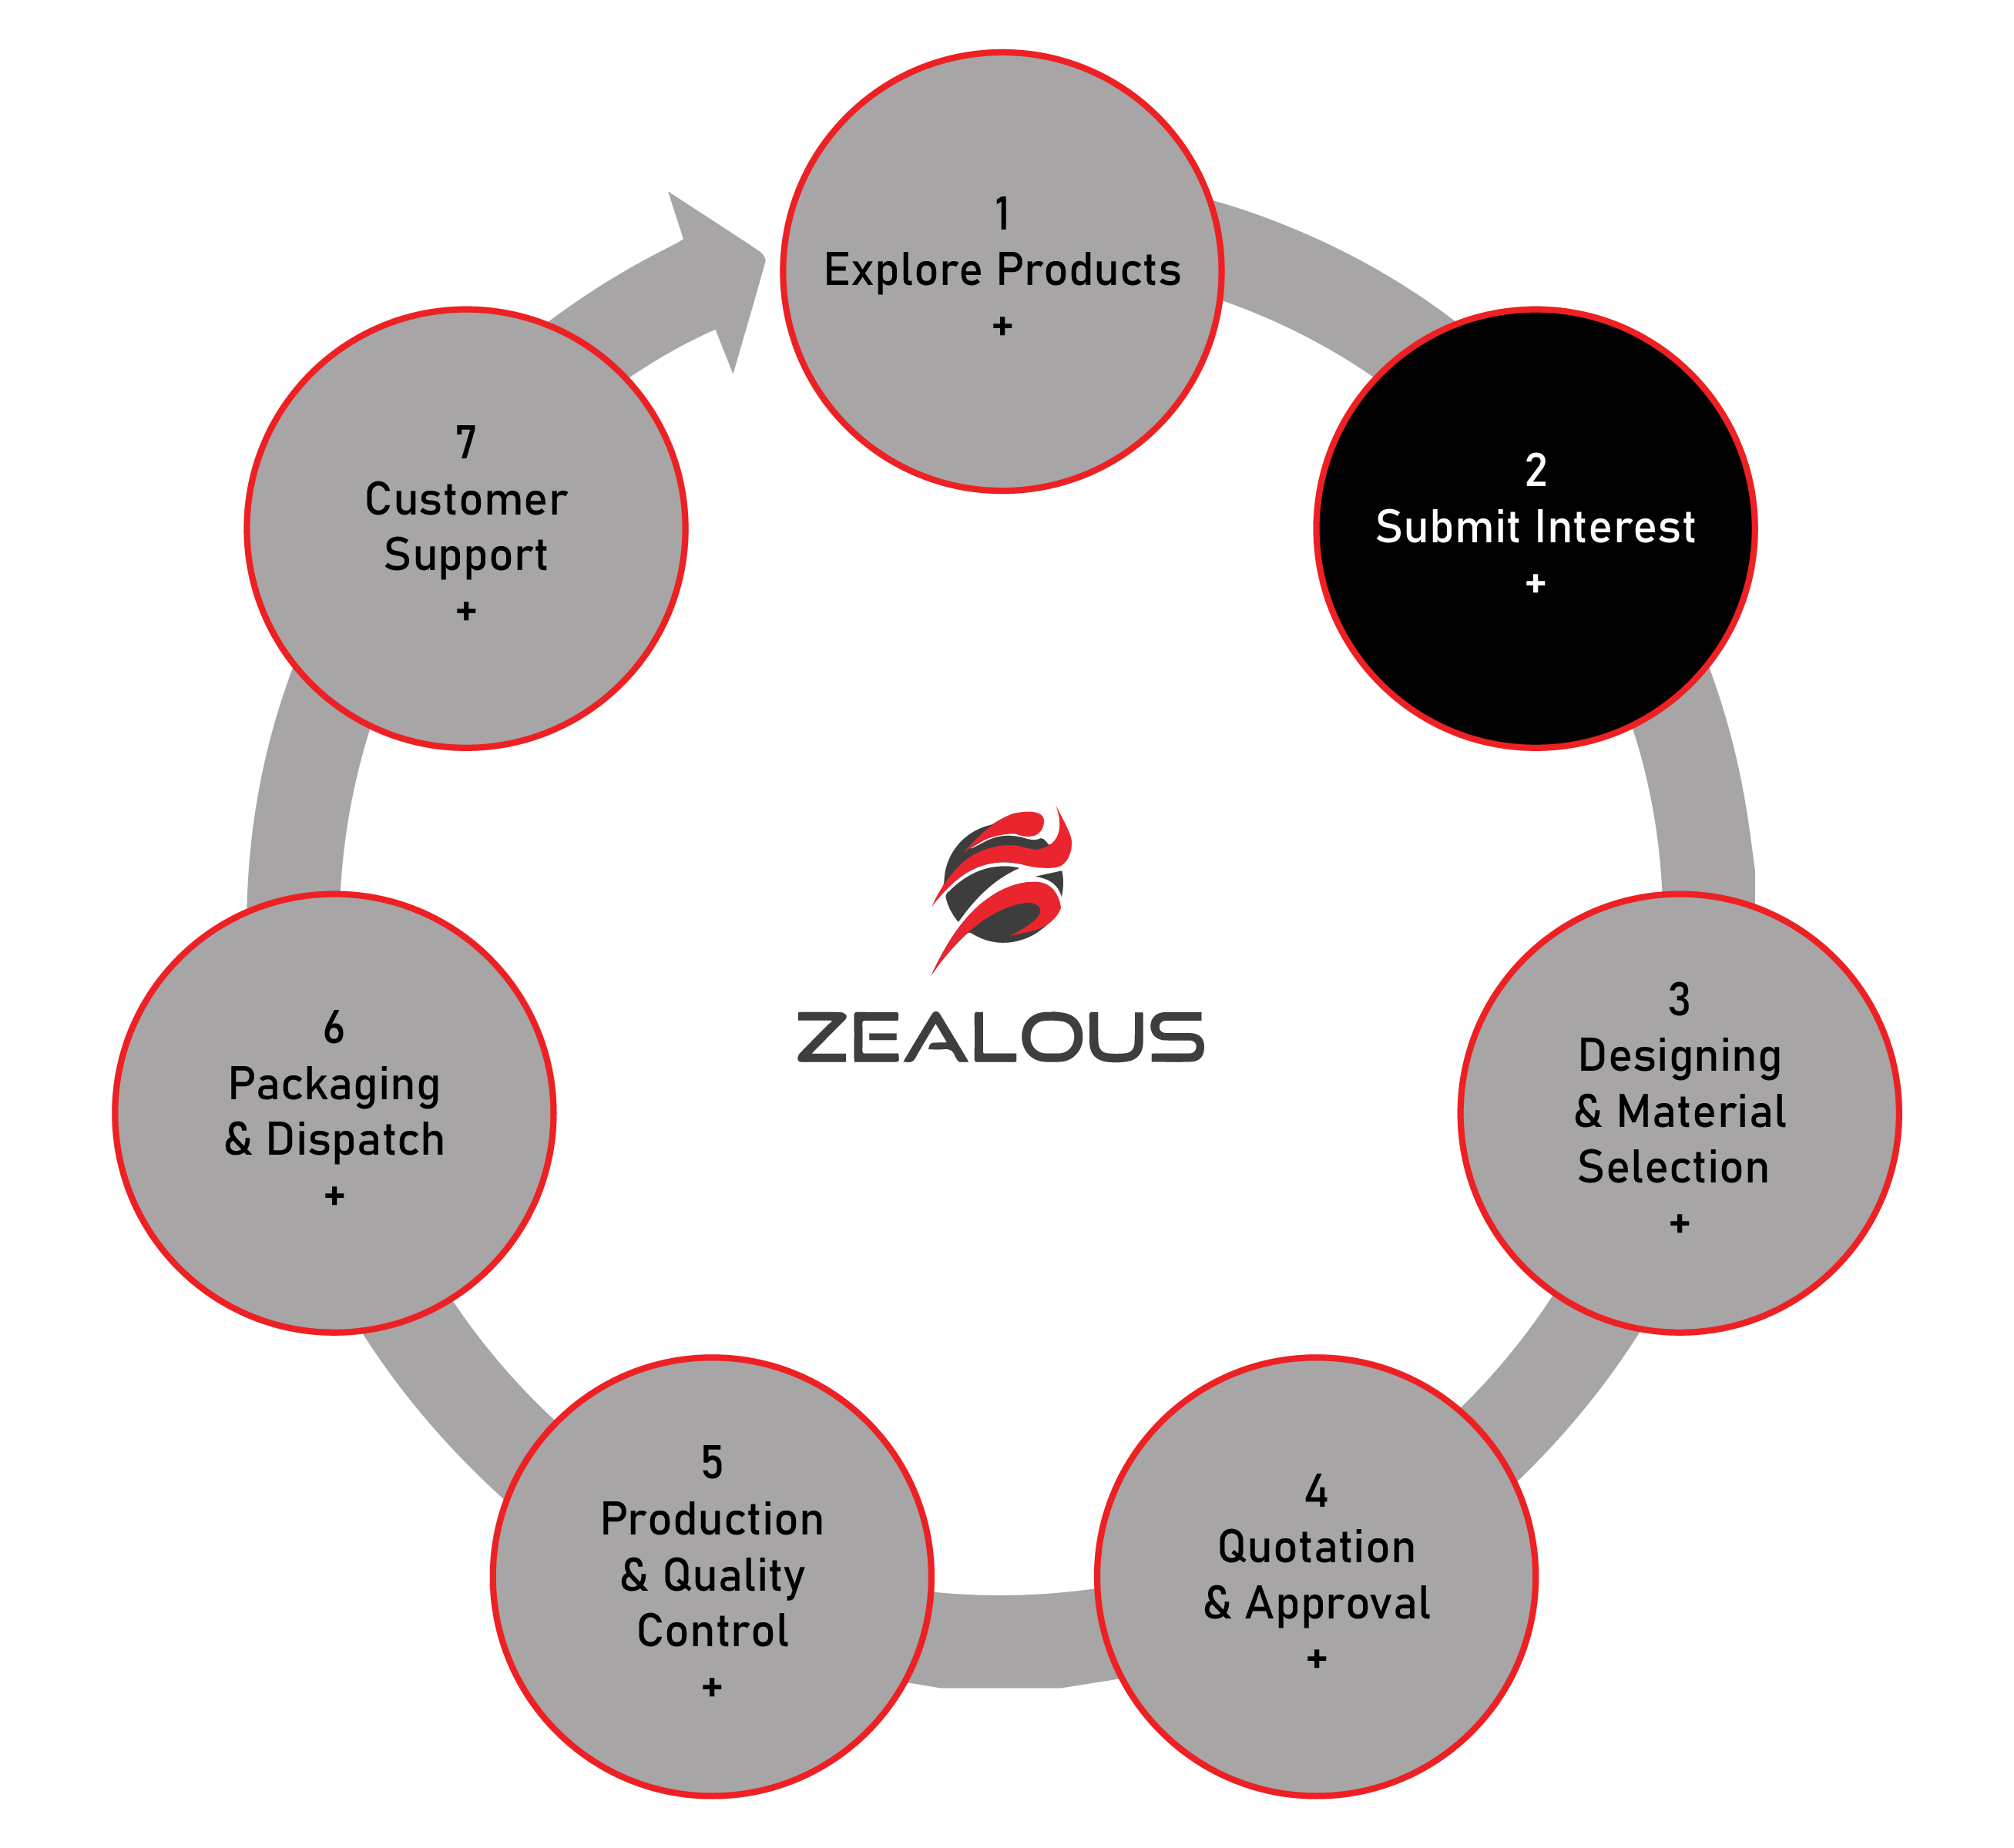 1
Explore Products
+
2
Submit Interest
+
3
Designing
& Material
Selection
+
4
Quotation
& Approval
+
5
Production
& Quality
Control
+
6
Packaging
& Dispatch
+
7
Customer
Support
+
ZEALOUS